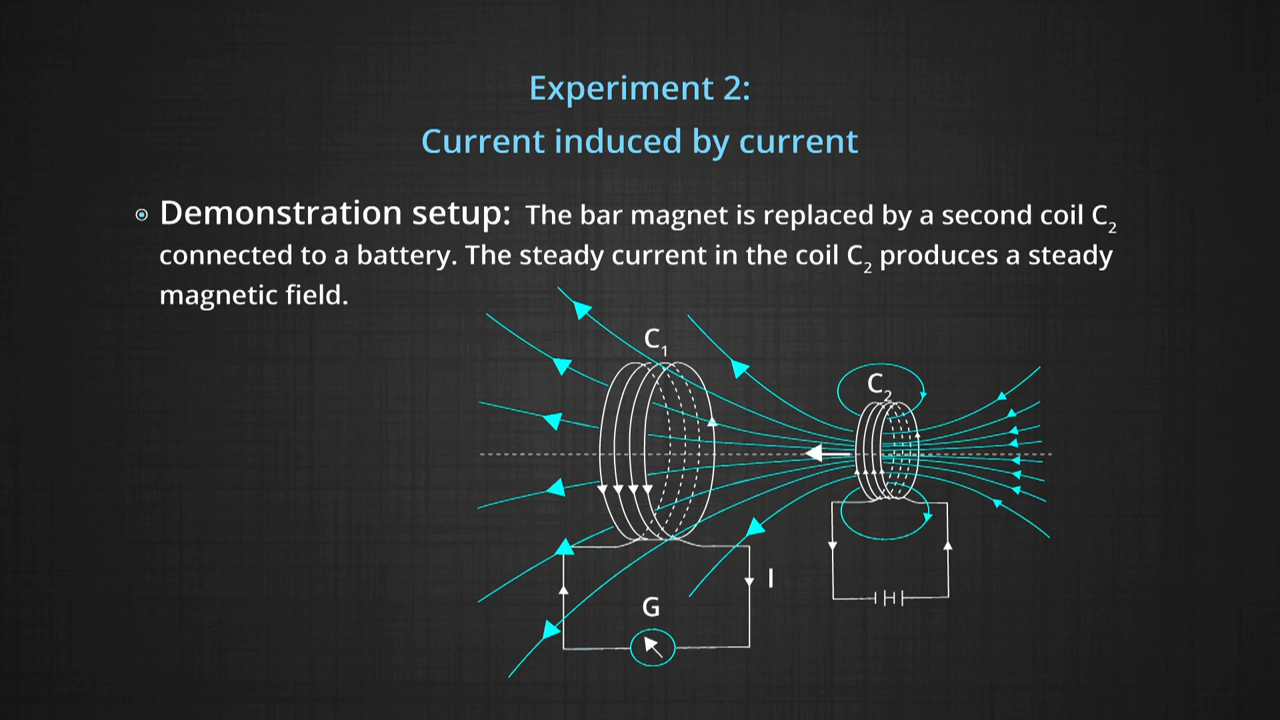 Experiment 2:
Current induced by current
Demonstration setup: The bar magnet is replaced by a second coil C₂
connected to a battery. The steady current in the coil C₂ produces a steady
magnetic field.
C₁
C₂
I
G